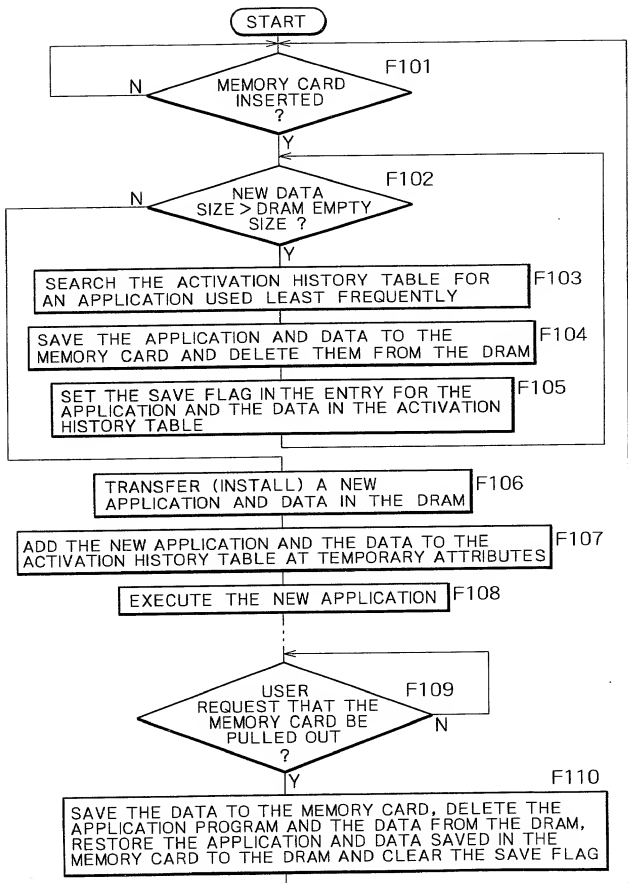 START
F101
N
MEMORY CARD
INSERTED
?
Y
F102
N
NEW DATA
SIZE > DRAM EMPTY
SIZE ?
Y
F103
SEARCH THE ACTIVATION HISTORY TABLE FOR
AN APPLICATION USED LEAST FREQUENTLY
F104
SAVE THE APPLICATION AND DATA TO THE
MEMORY CARD AND DELETE THEM FROM THE DRAM
F105
SET THE SAVE FLAG IN THE ENTRY FOR THE
APPLICATION AND THE DATA IN THE ACTIVATION
HISTORY TABLE
F106
TRANSFER (INSTALL) A NEW
APPLICATION AND DATA IN THE DRAM
F107
ADD THE NEW APPLICATION AND THE DATA TO THE
ACTIVATION HISTORY TABLE AT TEMPORARY ATTRIBUTES
F108
EXECUTE THE NEW APPLICATION
F109
USER
REQUEST THAT THE
MEMORY CARD BE
PULLED OUT
?
N
Y
F110
SAVE THE DATA TO THE MEMORY CARD, DELETE THE
APPLICATION PROGRAM AND THE DATA FROM THE DRAM,
RESTORE THE APPLICATION AND DATA SAVED IN THE
MEMORY CARD TO THE DRAM AND CLEAR THE SAVE FLAG